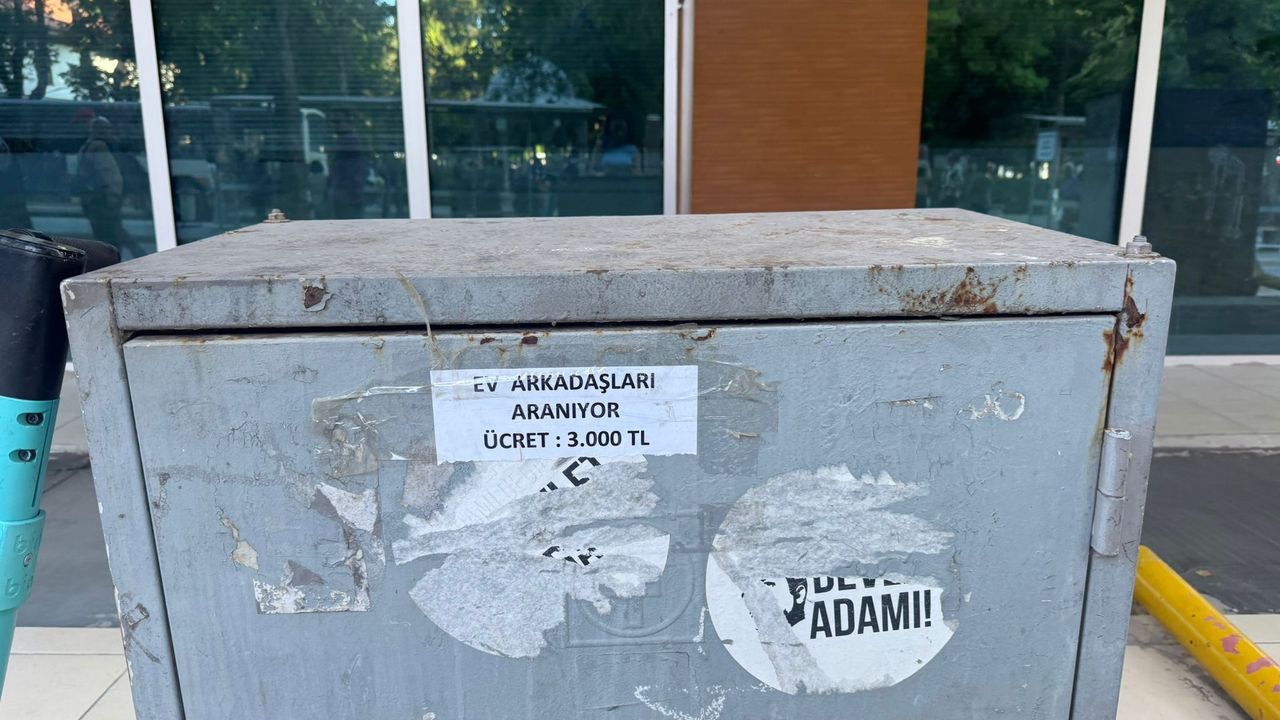 EV ARKADAŞLARI
ARANIYOR
ÜCRET : 3.000 TL
ADAMI!